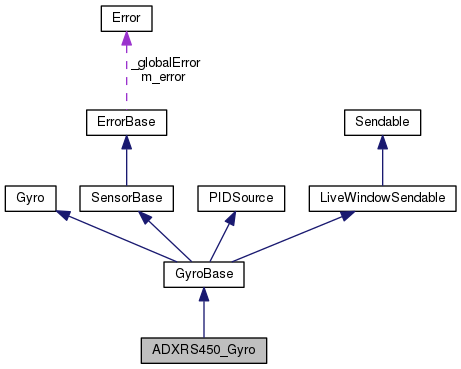 Error
_globalError
m_error
ErrorBase
Sendable
Gyro
SensorBase
PIDSource
LiveWindowSendable
GyroBase
ADXRS450_Gyro